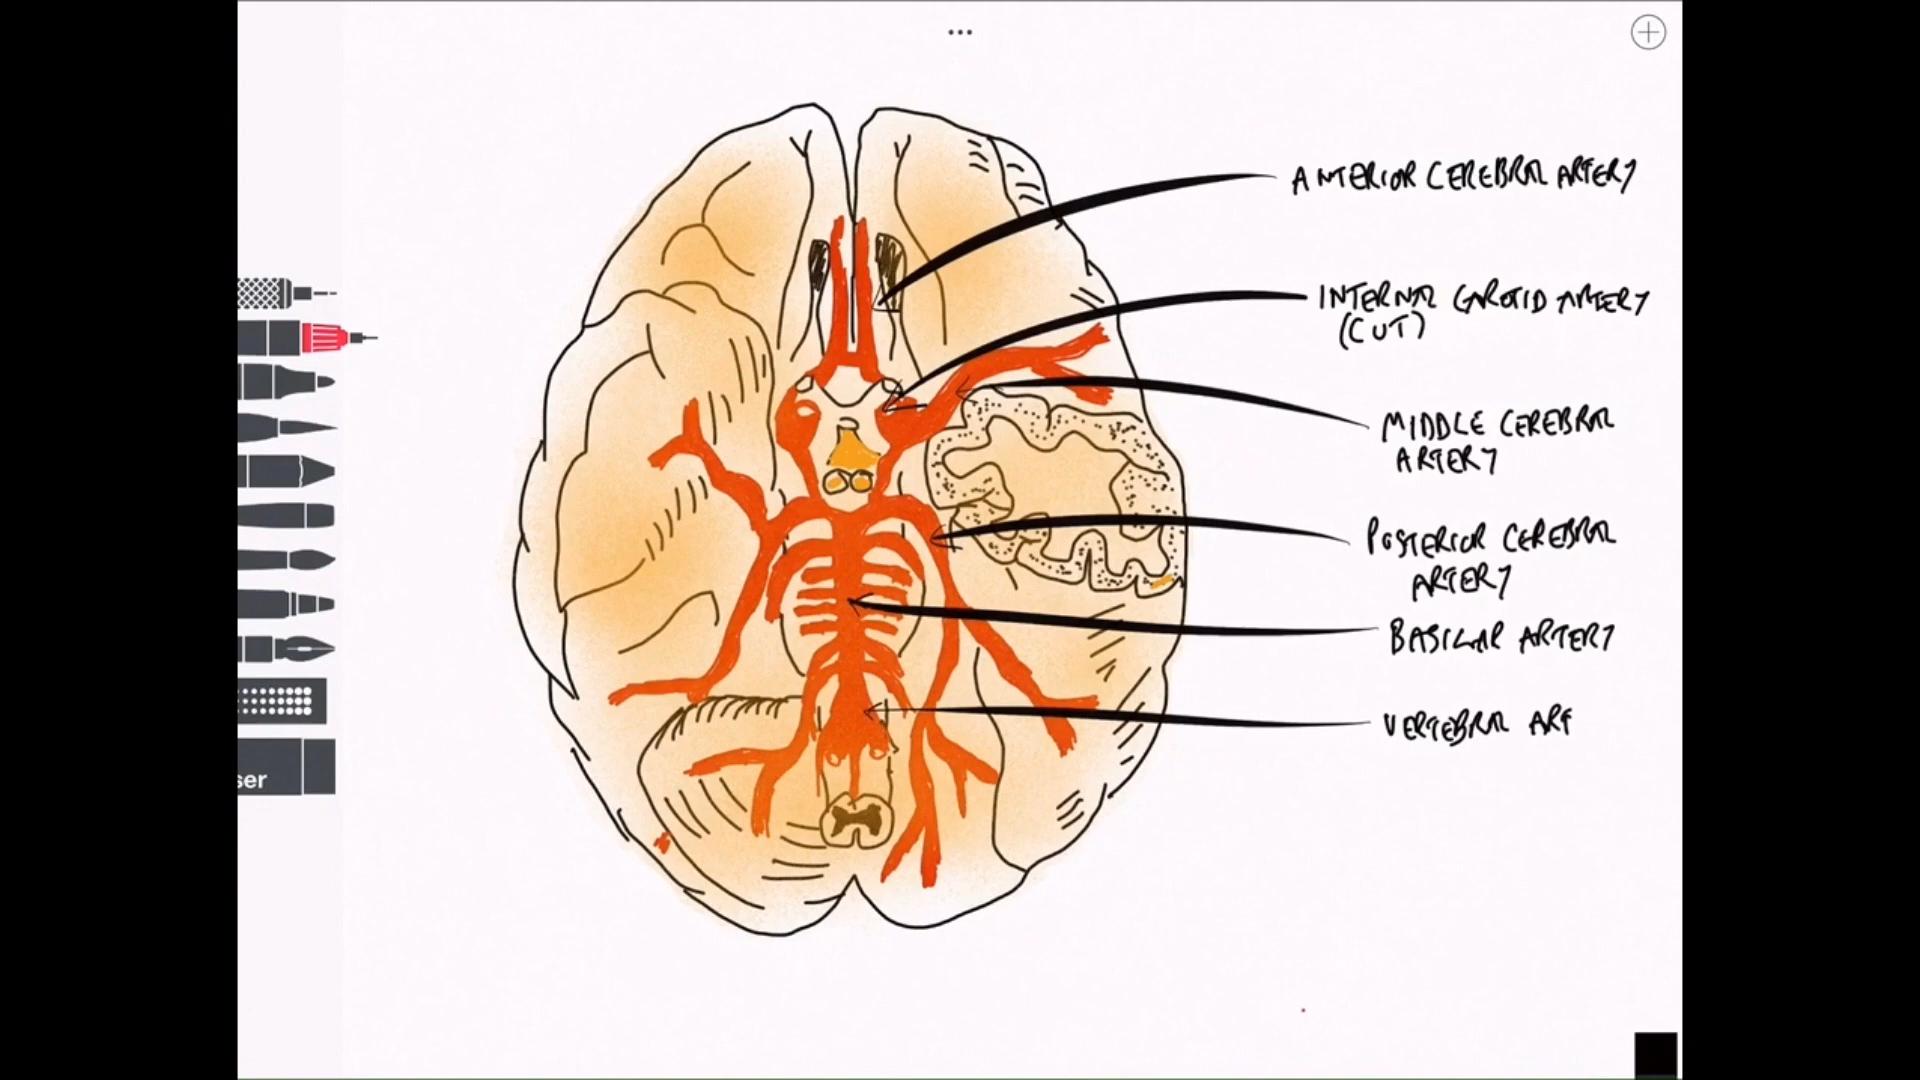 ANTERIOR CEREBRAL ARTERY
INTERNAL CAROTID ARTERY
(CUT)
MIDDLE CEREBRAL
ARTERY
POSTERIOR CEREBRAL
ARTERY
BASILAR ARTERY
VERTEBRAL ART
ser